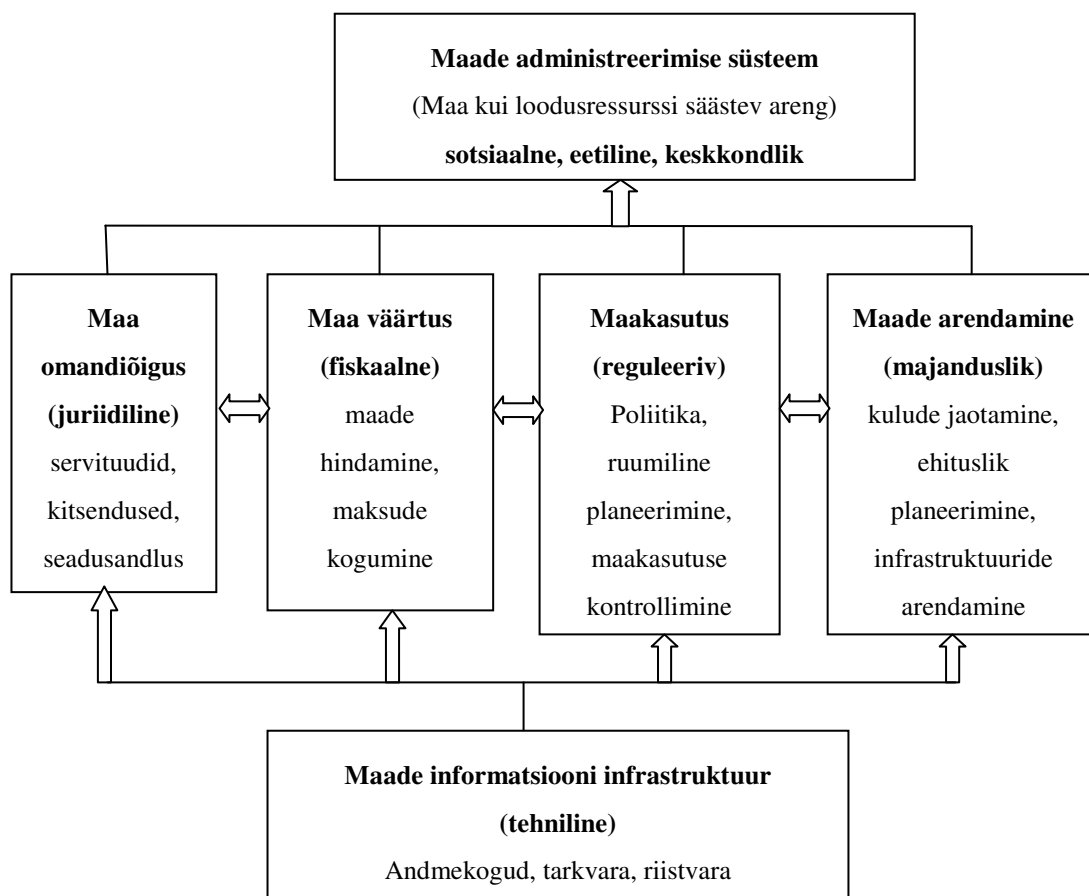 Maade administreerimise süsteem
(Maa kui loodusressurssi säästev areng)
sotsiaalne, eetiline, keskkondlik
Maa
omandiõigus
(juriidiline)
servituudid,
kitsendused,
seadusandlus
Maa väärtus
(fiskaalne)
maade
hindamine,
maksude
kogumine
Maakasutus
(reguleeriv)
Poliitika,
ruumiline
planeerimine,
maakasutuse
kontrollimine
Maade arendamine
(majanduslik)
kulude jaotamine,
ehituslik
planeerimine,
infrastruktuuride
arendamine
Maade informatsiooni infrastruktuur
(tehniline)
Andmekogud, tarkvara, riistvara